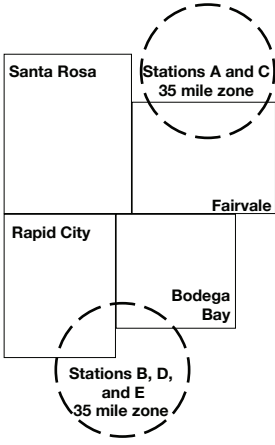 Santa Rosa
Stations A and C
35 mile zone
Fairvale
Rapid City
Bodega
Bay
Stations B, D,
and E
35 mile zone